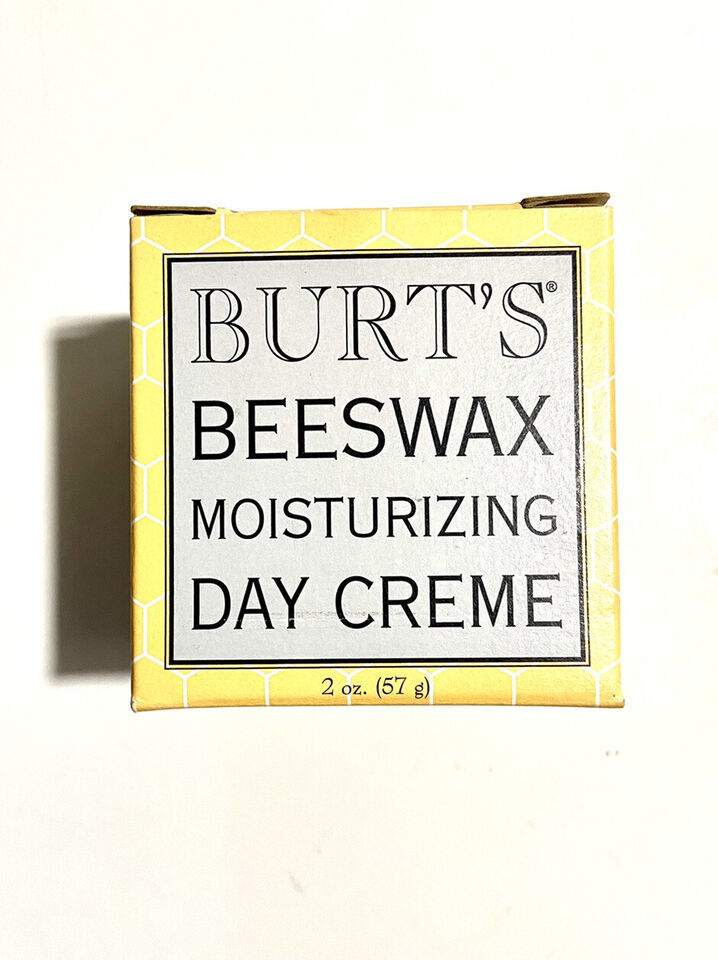 BURT'S®
BEESWAX
MOISTURIZING
DAY CREME
2 oz. (57 g)